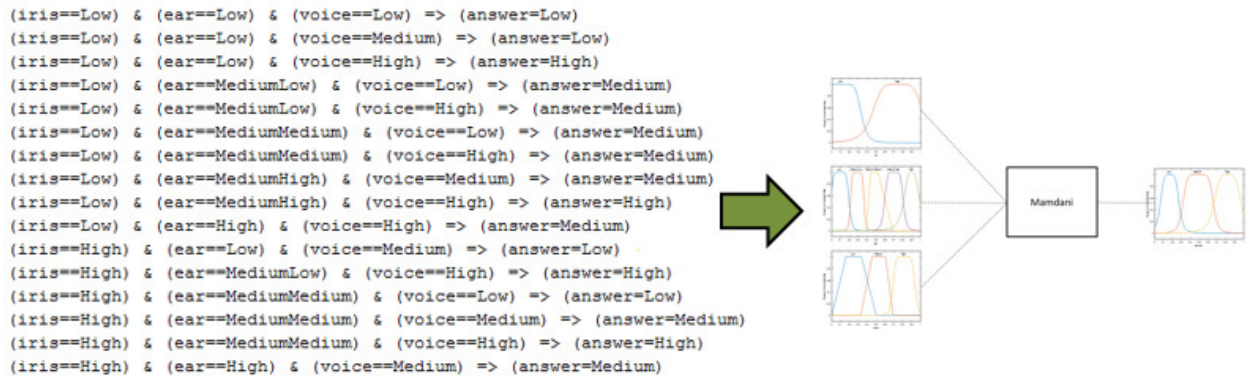 (iris==Low) & (ear==Low) & (voice==Low) => (answer=Low)
(iris==Low) & (ear==Low) & (voice==Medium) => (answer=Low)
(iris==Low) & (ear==Low) & (voice==High) => (answer=High)
(iris==Low) & (ear==MediumLow) & (voice==Low) => (answer=Medium)
(iris==Low) & (ear==MediumLow) & (voice==High) => (answer=Medium)
(iris==Low) & (ear==MediumMedium) & (voice==Low) => (answer=Medium)
(iris==Low) & (ear==MediumMedium) & (voice==High) => (answer=Medium)
(iris==Low) & (ear==MediumHigh) & (voice==Medium) => (answer=Medium)
(iris==Low) & (ear==MediumHigh) & (voice==High) => (answer=High)
(iris==Low) & (ear==High) & (voice==High) => (answer=Medium)
(iris==High) & (ear==Low) & (voice==Medium) => (answer=Low)
(iris==High) & (ear==MediumLow) & (voice==High) => (answer=High)
(iris==High) & (ear==MediumMedium) & (voice==Low) => (answer=Low)
(iris==High) & (ear==MediumMedium) & (voice==Medium) => (answer=Medium)
(iris==High) & (ear==MediumMedium) & (voice==High) => (answer=High)
(iris==High) & (ear==High) & (voice==Medium) => (answer=Medium)
Mamdani